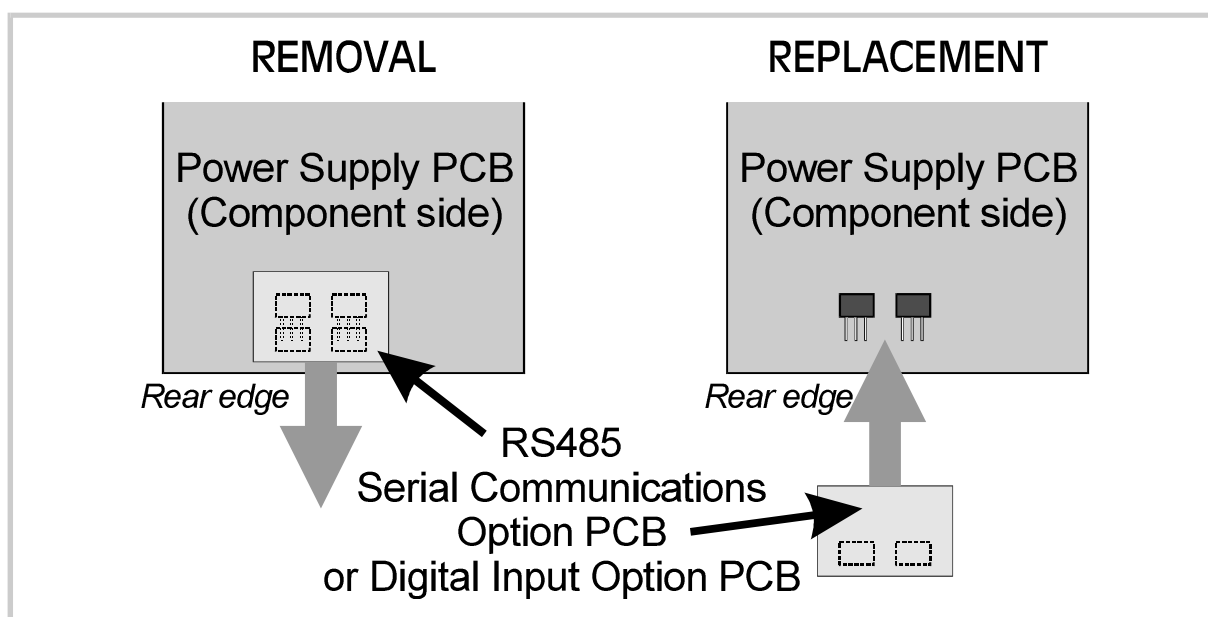 REMOVAL
Power Supply PCB
(Component side)
Rear edge
REPLACEMENT
Power Supply PCB
(Component side)
Rear edge
RS485
Serial Communications
Option PCB
or Digital Input Option PCB